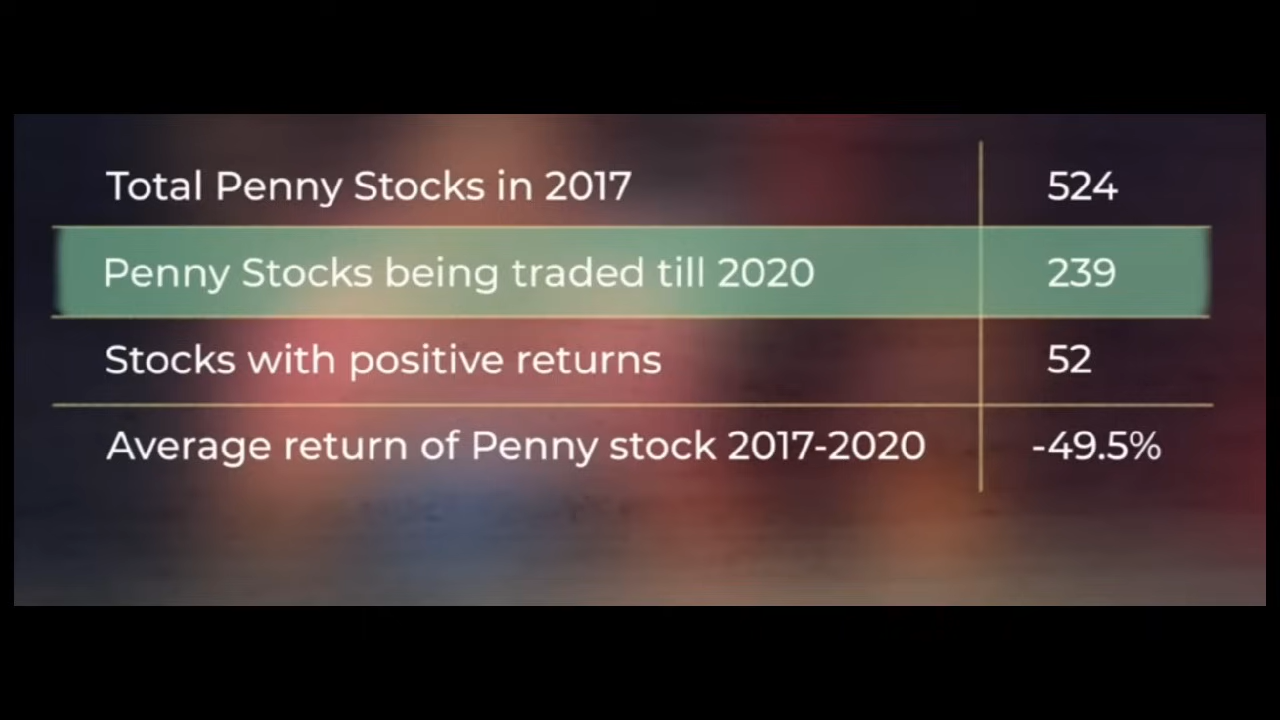 Total Penny Stocks in 2017 524
Penny Stocks being traded till 2020 239
Stocks with positive returns 52
Average return of Penny stock 2017-2020 -49.5%